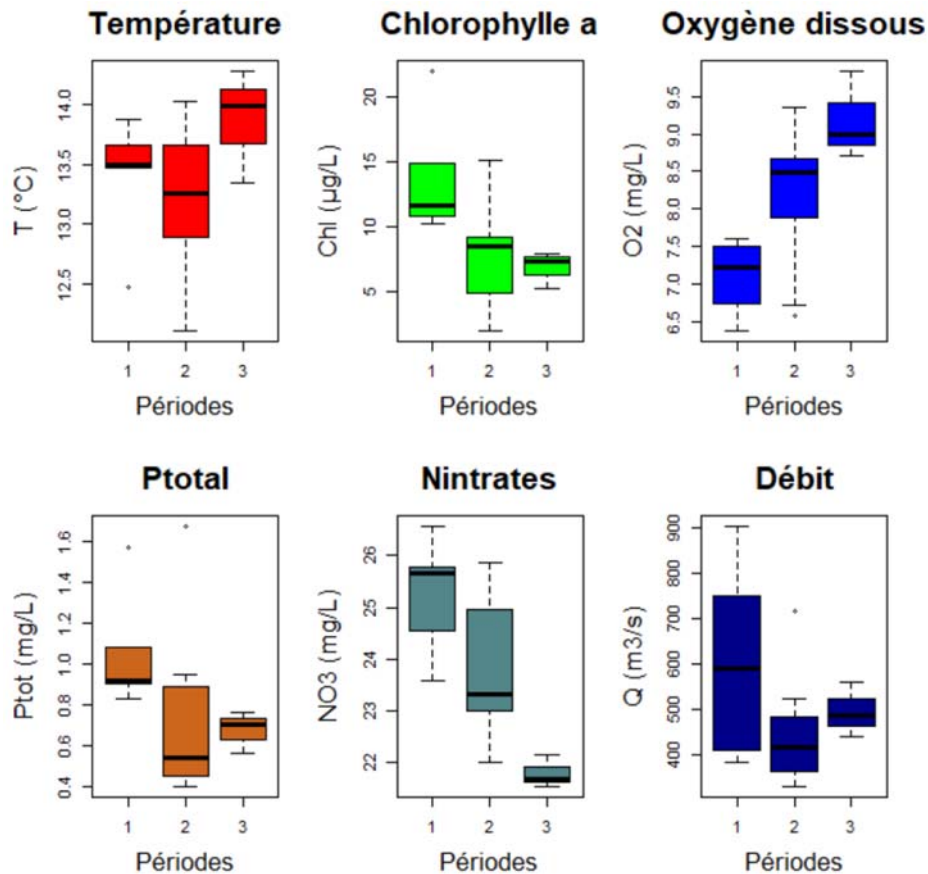 Température
Chlorophylle a
Oxygène dissous
T (°C)
14.0
13.5
13.0
12.5
1 2 3
Périodes
Chl (µg/L)
20
15
10
5
1 2 3
Périodes
O2 (mg/L)
9.5
9.0
8.5
8.0
7.5
7.0
6.5
1 2 3
Périodes
Ptotal
Nintrates
Débit
Ptot (mg/L)
1.6
1.4
1.2
1.0
0.8
0.6
0.4
1 2 3
Périodes
NO3 (mg/L)
26
25
24
23
22
1 2 3
Périodes
Q (m3/s)
900
800
700
600
500
400
1 2 3
Périodes